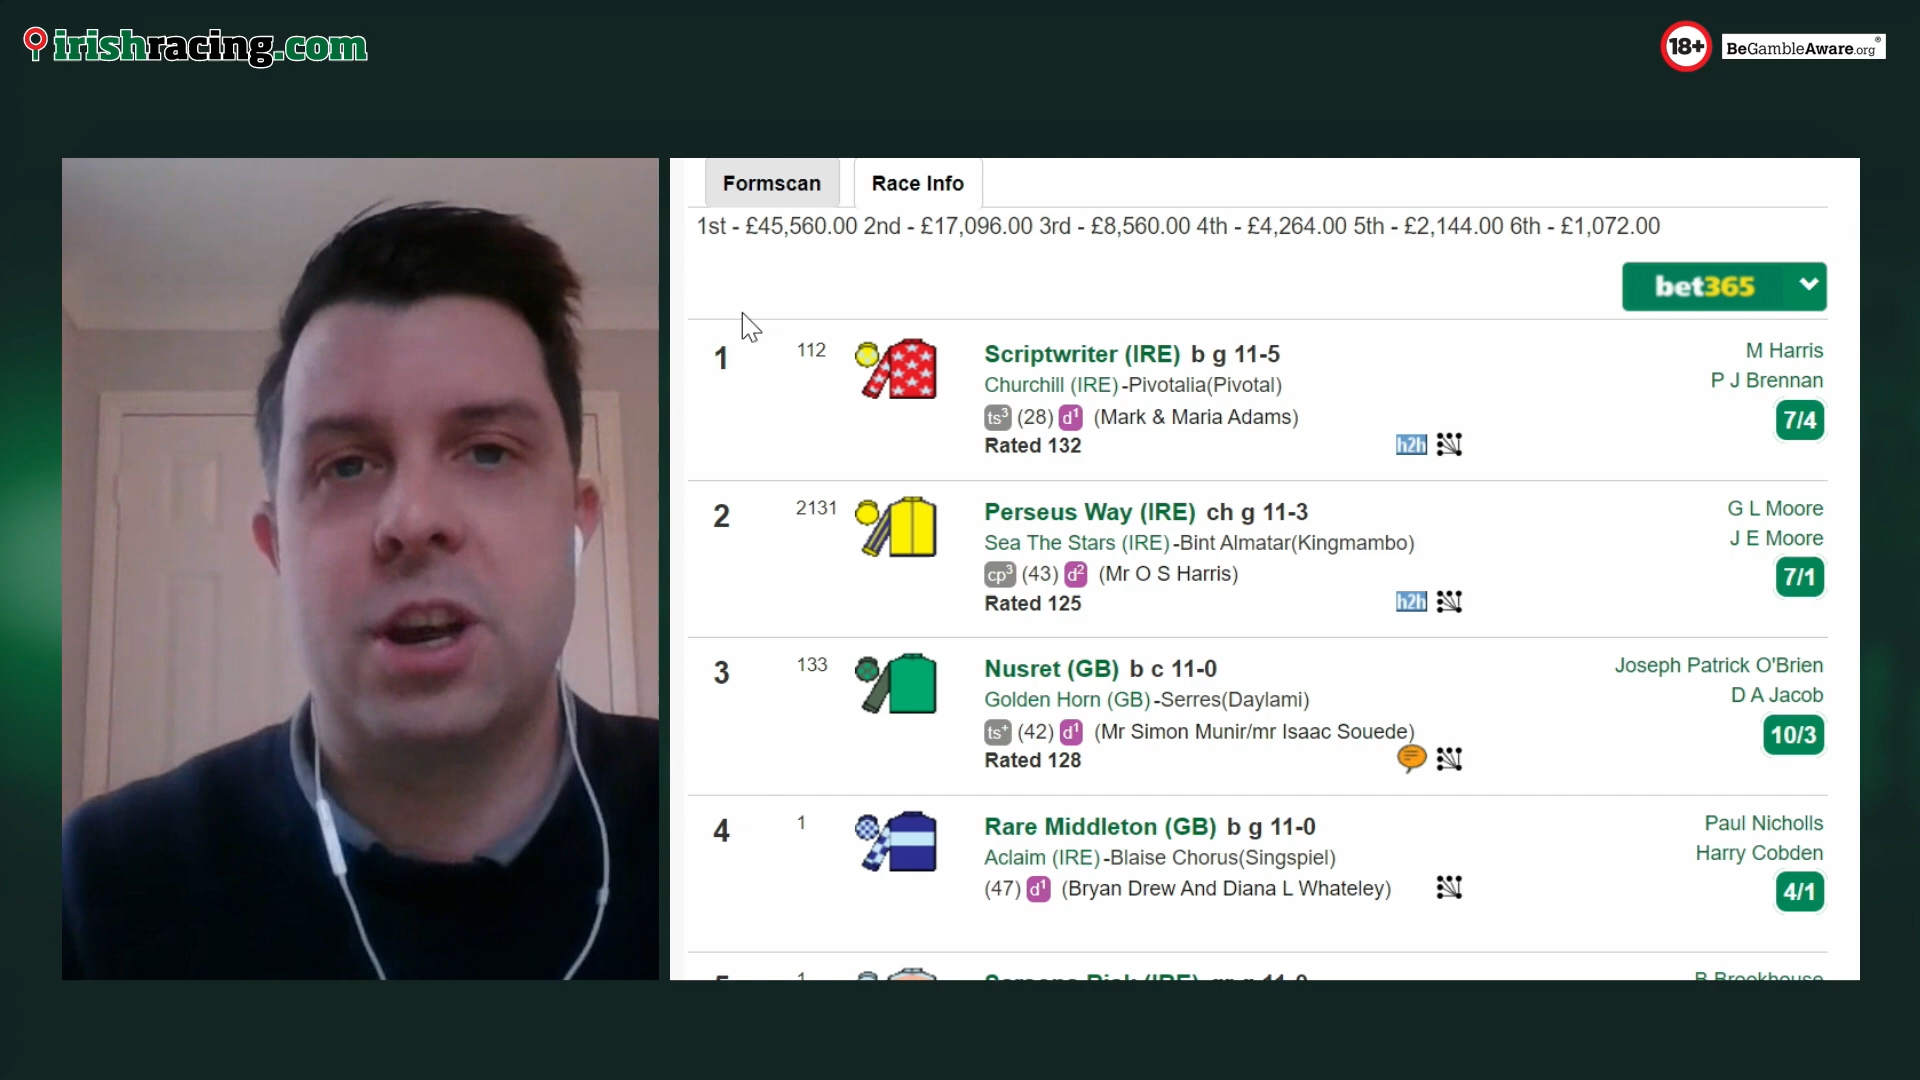 irishracing.com
18+ BeGambleAware.org®
Formscan Race Info
1st - £45,560.00 2nd - £17,096.00 3rd - £8,560.00 4th - £4,264.00 5th - £2,144.00 6th - £1,072.00
bet365
1 112 Scriptwriter (IRE) b g 11-5 M Harris
Churchill (IRE) -Pivotalia(Pivotal) P J Brennan
ts3 (28) d1 (Mark & Maria Adams) 7/4
Rated 132 h2h
2 2131 Perseus Way (IRE) ch g 11-3 G L Moore
Sea The Stars (IRE) -Bint Almatar(Kingmambo) J E Moore
cp3 (43) d2 (Mr O S Harris) 7/1
Rated 125 h2h
3 133 Nusret (GB) b c 11-0 Joseph Patrick O'Brien
Golden Horn (GB) -Serres(Daylami) D A Jacob
ts+ (42) d1 (Mr Simon Munir/mr Isaac Souede) 10/3
Rated 128
4 1 Rare Middleton (GB) b g 11-0 Paul Nicholls
Aclaim (IRE) -Blaise Chorus(Singspiel) Harry Cobden
(47) d1 (Bryan Drew And Diana L Whateley) 4/1